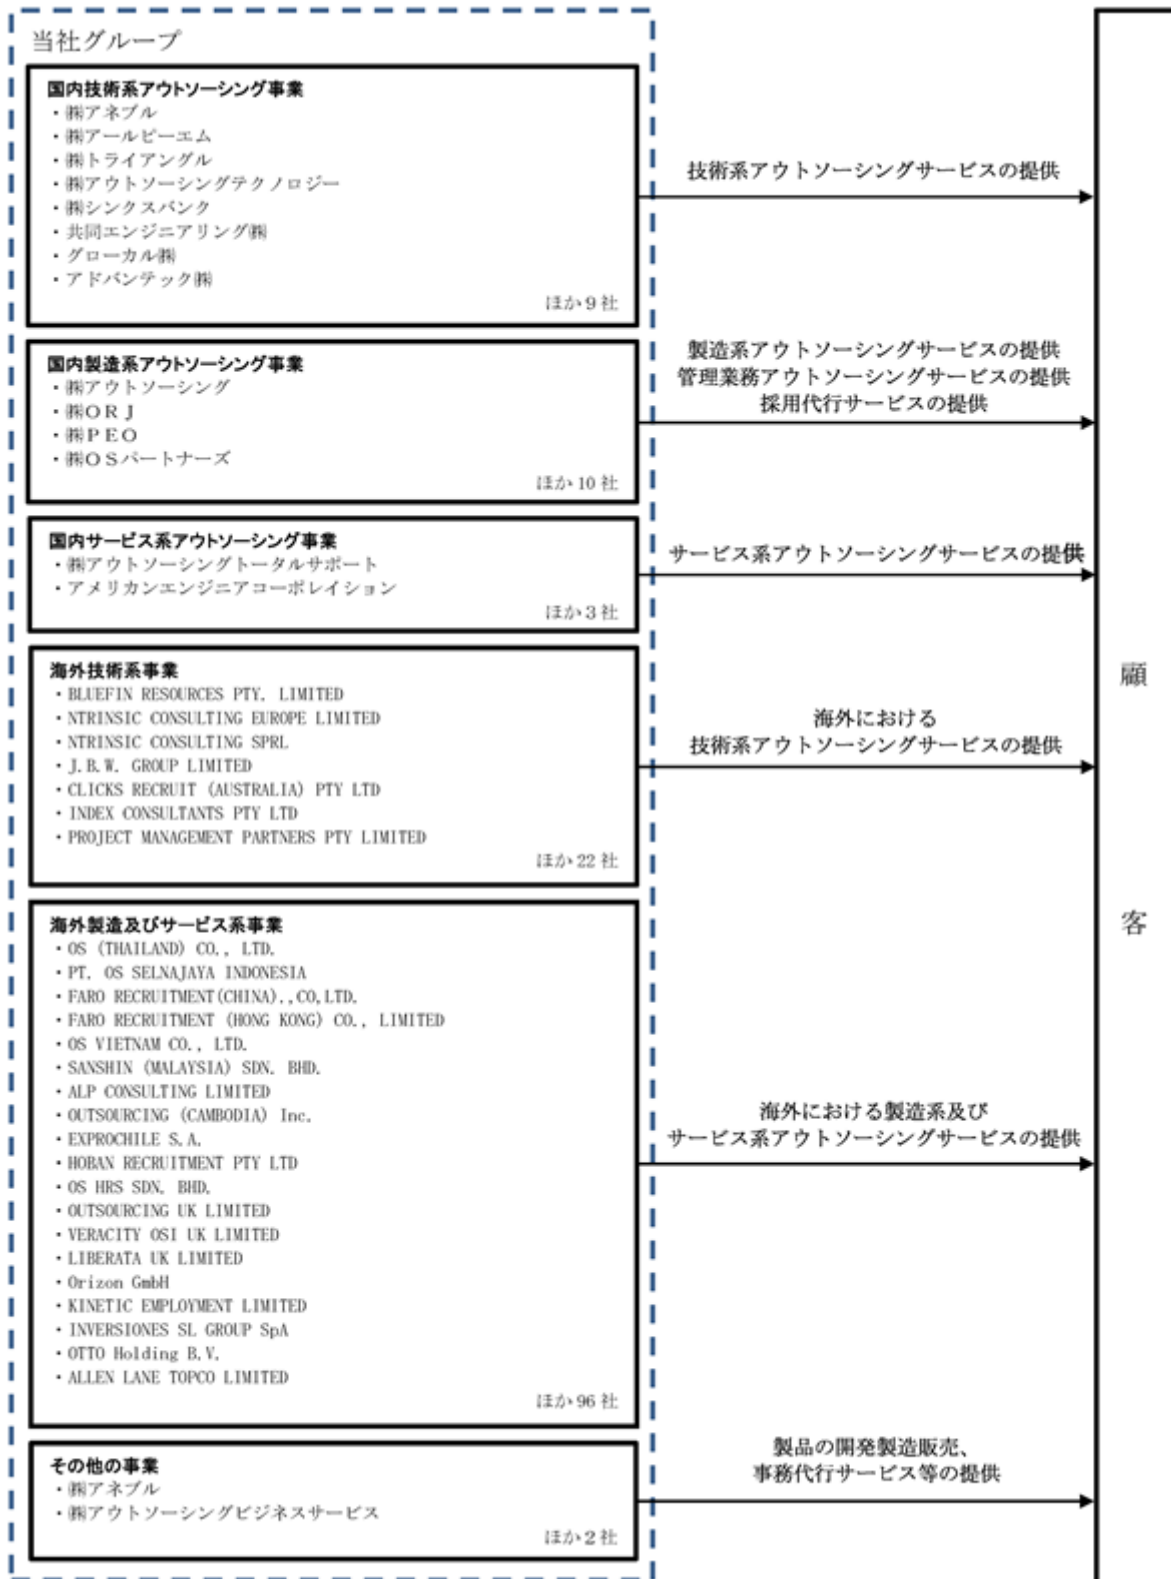 当社グループ
国内技術系アウトソーシング事業
・㈱アネブル
・㈱アールピーエム
・㈱トライアングル
・㈱アウトソーシングテクノロジー
・㈱シンクスバンク
・共同エンジニアリング㈱
・グローカル㈱
・アドバンテック㈱
ほか9社
技術系アウトソーシングサービスの提供
国内製造系アウトソーシング事業
・㈱アウトソーシング
・㈱ＯＲＪ
・㈱ＰＥＯ
・㈱ＯＳパートナーズ
ほか10社
製造系アウトソーシングサービスの提供
管理業務アウトソーシングサービスの提供
採用代行サービスの提供
国内サービス系アウトソーシング事業
・㈱アウトソーシングトータルサポート
・アメリカンエンジニアコーポレイション
ほか3社
サービス系アウトソーシングサービスの提供
海外技術系事業
・BLUEFIN RESOURCES PTY. LIMITED
・NTRINSIC CONSULTING EUROPE LIMITED
・NTRINSIC CONSULTING SPRL
・J.B.W. GROUP LIMITED
・CLICKS RECRUIT (AUSTRALIA) PTY LTD
・INDEX CONSULTANTS PTY LTD
・PROJECT MANAGEMENT PARTNERS PTY LIMITED
ほか22社
海外における
技術系アウトソーシングサービスの提供
海外製造及びサービス系事業
・OS (THAILAND) CO., LTD.
・PT. OS SELNAJAYA INDONESIA
・FARO RECRUITMENT(CHINA).,CO,LTD.
・FARO RECRUITMENT (HONG KONG) CO., LIMITED
・OS VIETNAM CO., LTD.
・SANSHIN (MALAYSIA) SDN. BHD.
・ALP CONSULTING LIMITED
・OUTSOURCING (CAMBODIA) Inc.
・EXPROCHILE S.A.
・HOBAN RECRUITMENT PTY LTD
・OS HRS SDN. BHD.
・OUTSOURCING UK LIMITED
・VERACITY OSI UK LIMITED
・LIBERATA UK LIMITED
・Orizon GmbH
・KINETIC EMPLOYMENT LIMITED
・INVERSIONES SL GROUP SpA
・OTTO Holding B.V.
・ALLEN LANE TOPCO LIMITED
ほか96社
海外における製造系及び
サービス系アウトソーシングサービスの提供
その他の事業
・㈱アネブル
・㈱アウトソーシングビジネスサービス
ほか2社
製品の開発製造販売、
事務代行サービス等の提供
顧
客